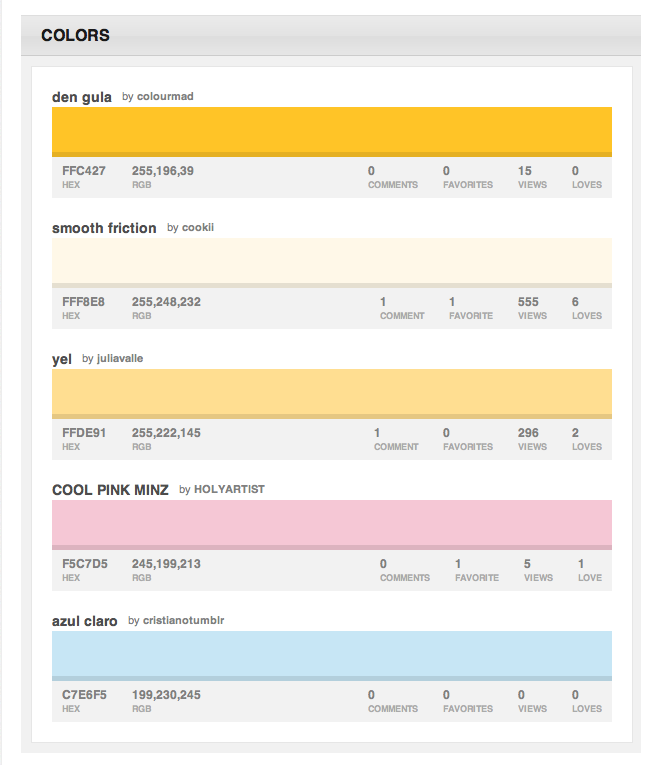 COLORS
den gula by colourmad
FFC427 255,196,39 0 0 15 0
HEX RGB COMMENTS FAVORITES VIEWS LOVES
smooth friction by cookii
FFF8E8 255,248,232 1 1 555 6
HEX RGB COMMENT FAVORITE VIEWS LOVES
yel by juliavalle
FFDE91 255,222,145 1 0 296 2
HEX RGB COMMENT FAVORITES VIEWS LOVES
COOL PINK MINZ by HOLYARTIST
F5C7D5 245,199,213 0 1 5 1
HEX RGB COMMENTS FAVORITE VIEWS LOVE
azul claro by cristianotumblr
C7E6F5 199,230,245 0 0 0 0
HEX RGB COMMENTS FAVORITES VIEWS LOVES